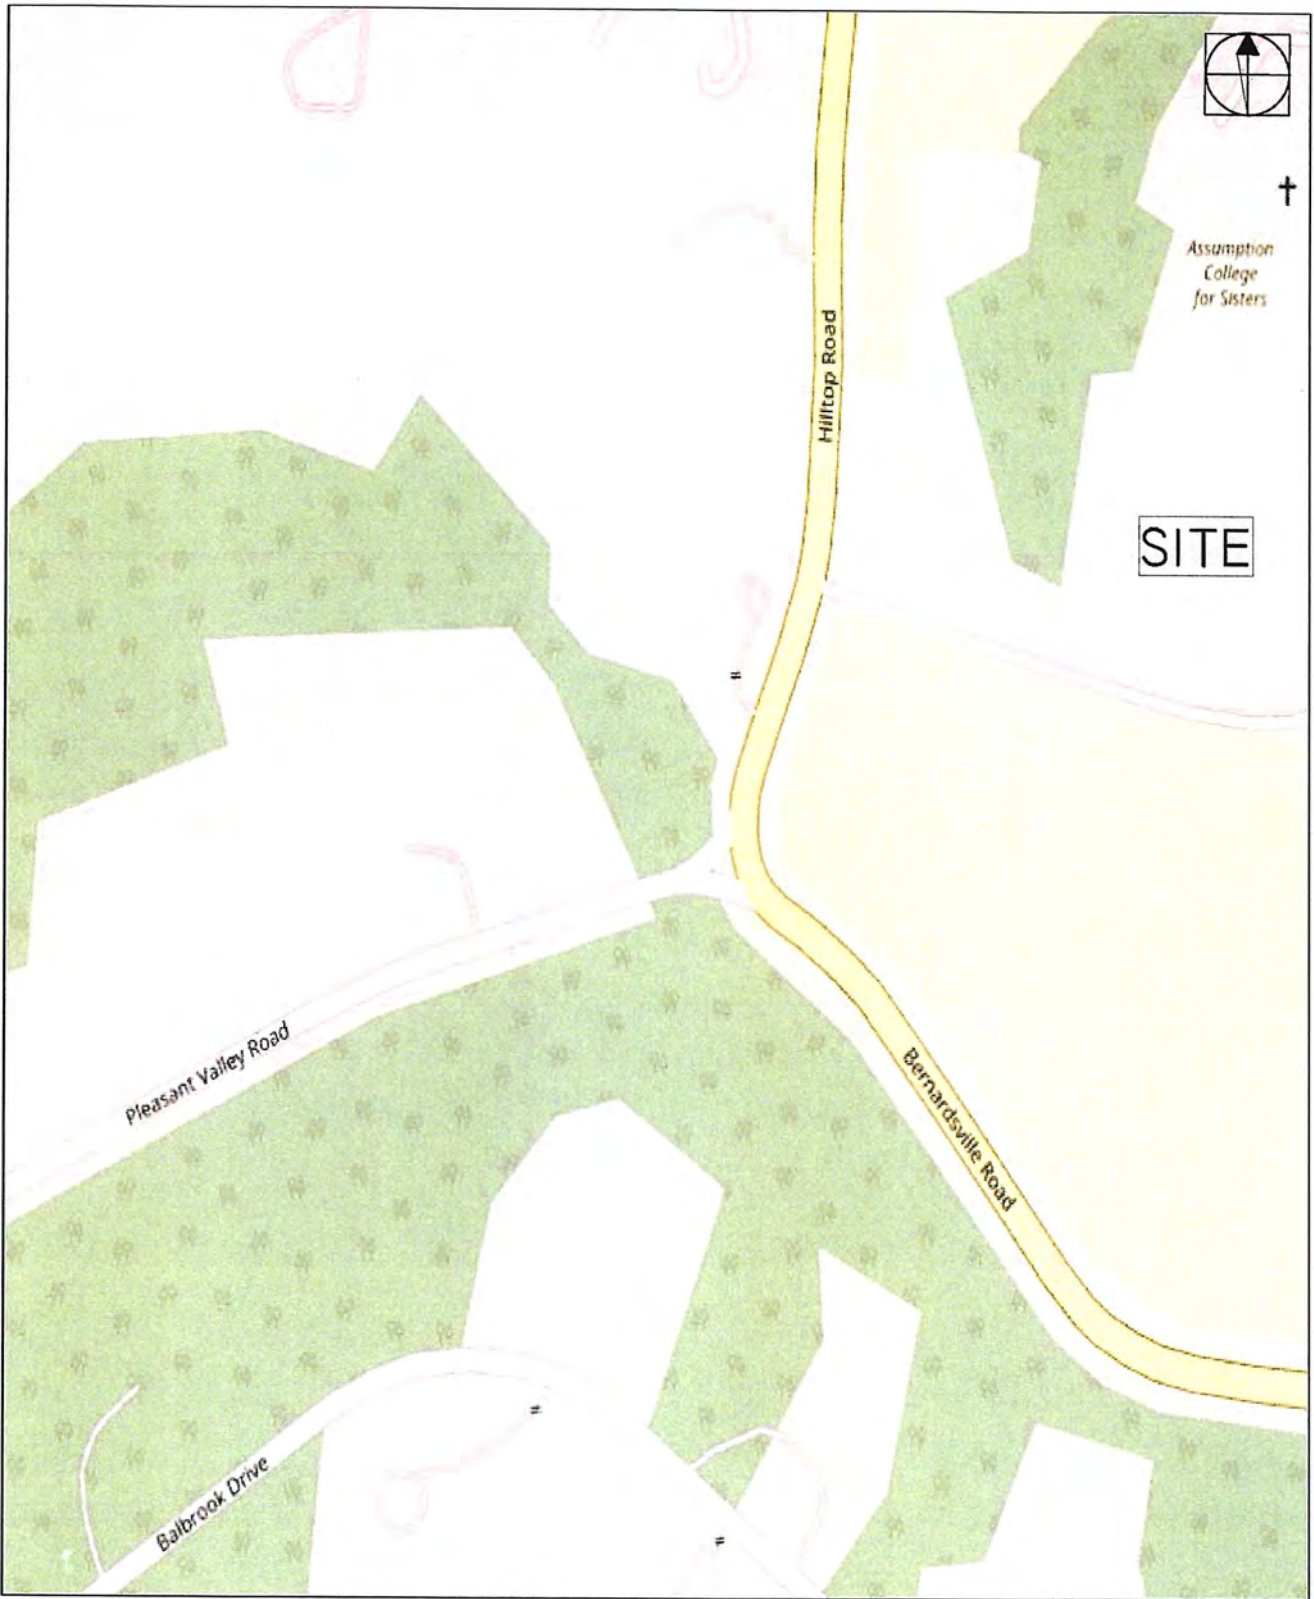 Assumption
College
for Sisters
Hilltop Road
SITE
Pleasant Valley Road
Bernardsville Road
Balbrook Drive